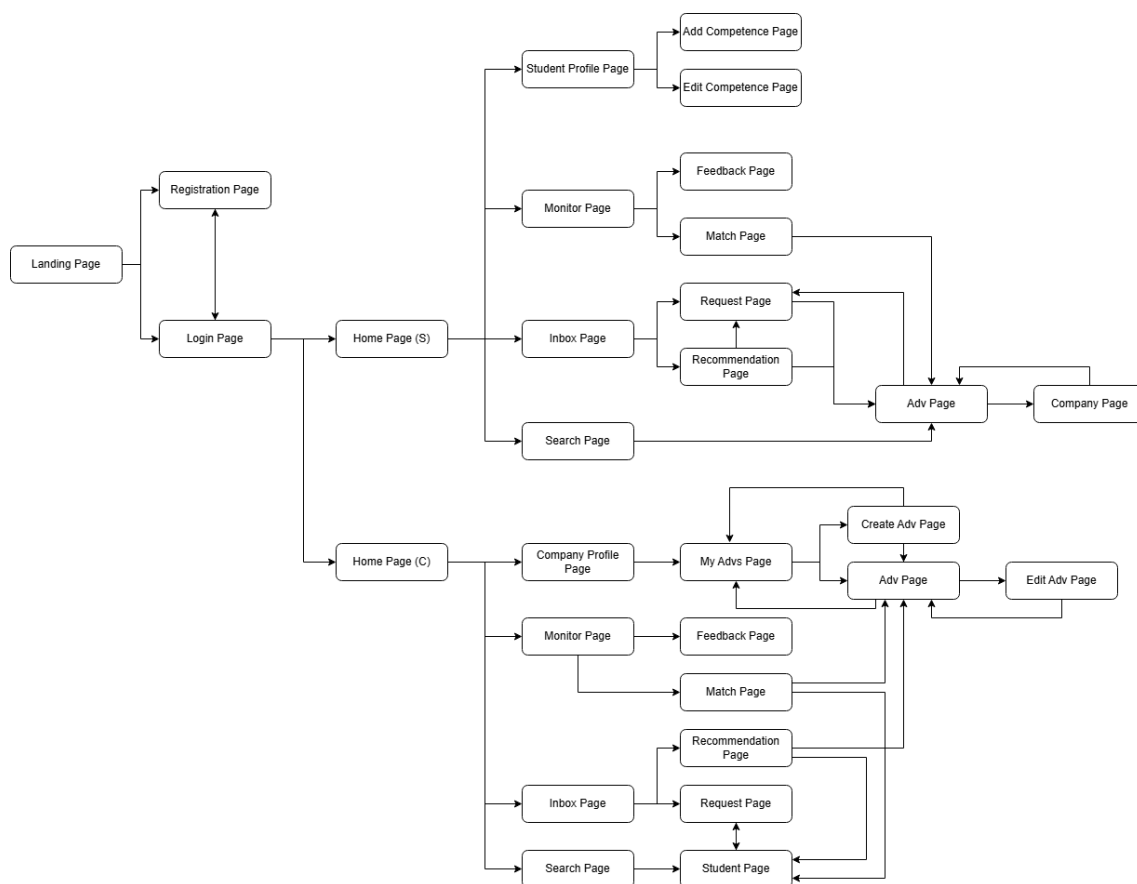 Add Competence Page
Student Profile Page
Edit Competence Page
Registration Page
Feedback Page
Monitor Page
Match Page
Landing Page
Request Page
Login Page
Home Page (S)
Inbox Page
Recommendation
Page
Adv Page
Company Page
Search Page
Create Adv Page
Home Page (C)
Company Profile
Page
My Advs Page
Adv Page
Edit Adv Page
Monitor Page
Feedback Page
Match Page
Recommendation
Page
Inbox Page
Request Page
Search Page
Student Page